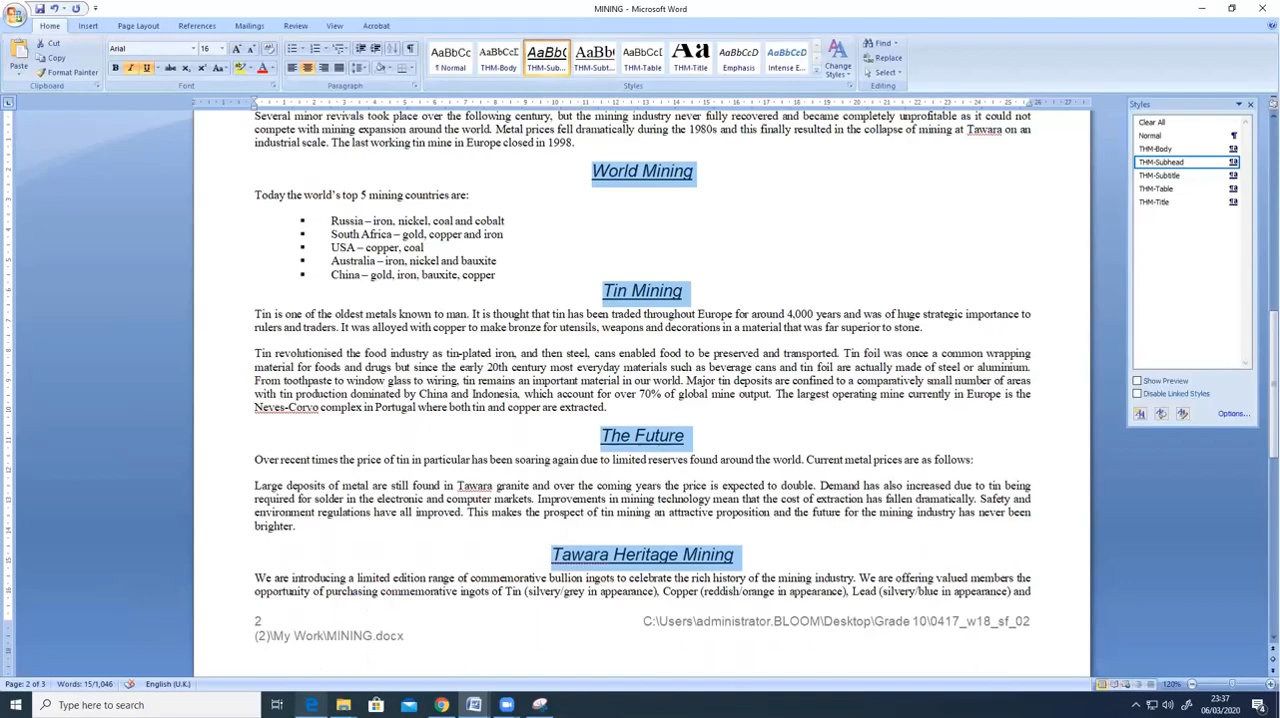 MINING - Microsoft Word
Home Insert Page Layout References Mailings Review View Acrobat
Paste
Cut
Copy
Format Painter
Clipboard
Arial 16
Font
Paragraph
AaBbCc AaBbCcD AaBbC AaBbC AaBbCcI AaB AaBbCcD AaBbCcD
¶ Normal THM-Body THM-Sub... THM-Subt... THM-Table THM-Title Emphasis Intense E...
Change Styles
Styles
Find
Replace
Select
Editing
Several minor revivals took place over the following century, but the mining industry never fully recovered and became completely unprofitable as it could not
compete with mining expansion around the world. Metal prices fell dramatically during the 1980s and this finally resulted in the collapse of mining at Tawara on an
industrial scale. The last working tin mine in Europe closed in 1998.
World Mining
Today the world's top 5 mining countries are:
▪ Russia – iron, nickel, coal and cobalt
▪ South Africa – gold, copper and iron
▪ USA – copper, coal
▪ Australia – iron, nickel and bauxite
▪ China – gold, iron, bauxite, copper
Tin Mining
Tin is one of the oldest metals known to man. It is thought that tin has been traded throughout Europe for around 4,000 years and was of huge strategic importance to
rulers and traders. It was alloyed with copper to make bronze for utensils, weapons and decorations in a material that was far superior to stone.
Tin revolutionised the food industry as tin-plated iron, and then steel, cans enabled food to be preserved and transported. Tin foil was once a common wrapping
material for foods and drugs but since the early 20th century most everyday materials such as beverage cans and tin foil are actually made of steel or aluminium.
From toothpaste to window glass to wiring, tin remains an important material in our world. Major tin deposits are confined to a comparatively small number of areas
with tin production dominated by China and Indonesia, which account for over 70% of global mine output. The largest operating mine currently in Europe is the
Neves-Corvo complex in Portugal where both tin and copper are extracted.
The Future
Over recent times the price of tin in particular has been soaring again due to limited reserves found around the world. Current metal prices are as follows:
Large deposits of metal are still found in Tawara granite and over the coming years the price is expected to double. Demand has also increased due to tin being
required for solder in the electronic and computer markets. Improvements in mining technology mean that the cost of extraction has fallen dramatically. Safety and
environment regulations have all improved. This makes the prospect of tin mining an attractive proposition and the future for the mining industry has never been
brighter.
Tawara Heritage Mining
We are introducing a limited edition range of commemorative bullion ingots to celebrate the rich history of the mining industry. We are offering valued members the
opportunity of purchasing commemorative ingots of Tin (silvery/grey in appearance), Copper (reddish/orange in appearance), Lead (silvery/blue in appearance) and
2 C:\Users\administrator.BLOOM\Desktop\Grade 10\0417_w18_sf_02
(2)\My Work\MINING.docx
Styles
Clear All
Normal
THM-Body
THM-Subhead
THM-Subtitle
THM-Table
THM-Title
Show Preview
Disable Linked Styles
Options...
Page: 2 of 3 Words: 15/1,046 English (U.K.) 120%
Type here to search
23:37
06/03/2020